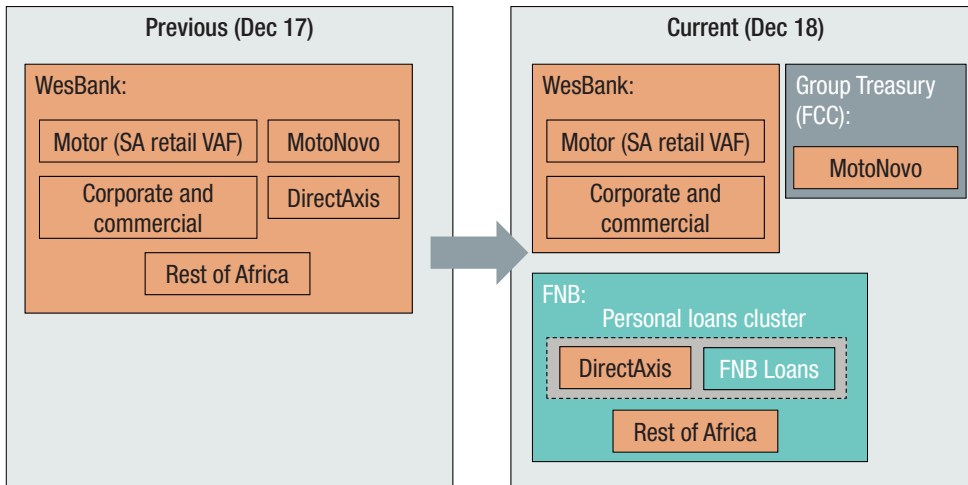 Previous (Dec 17)
WesBank:
Motor (SA retail VAF)
MotoNovo
Corporate and
commercial
DirectAxis
Rest of Africa
Current (Dec 18)
WesBank:
Motor (SA retail VAF)
Corporate and
commercial
Group Treasury
(FCC):
MotoNovo
FNB:
Personal loans cluster
DirectAxis
FNB Loans
Rest of Africa